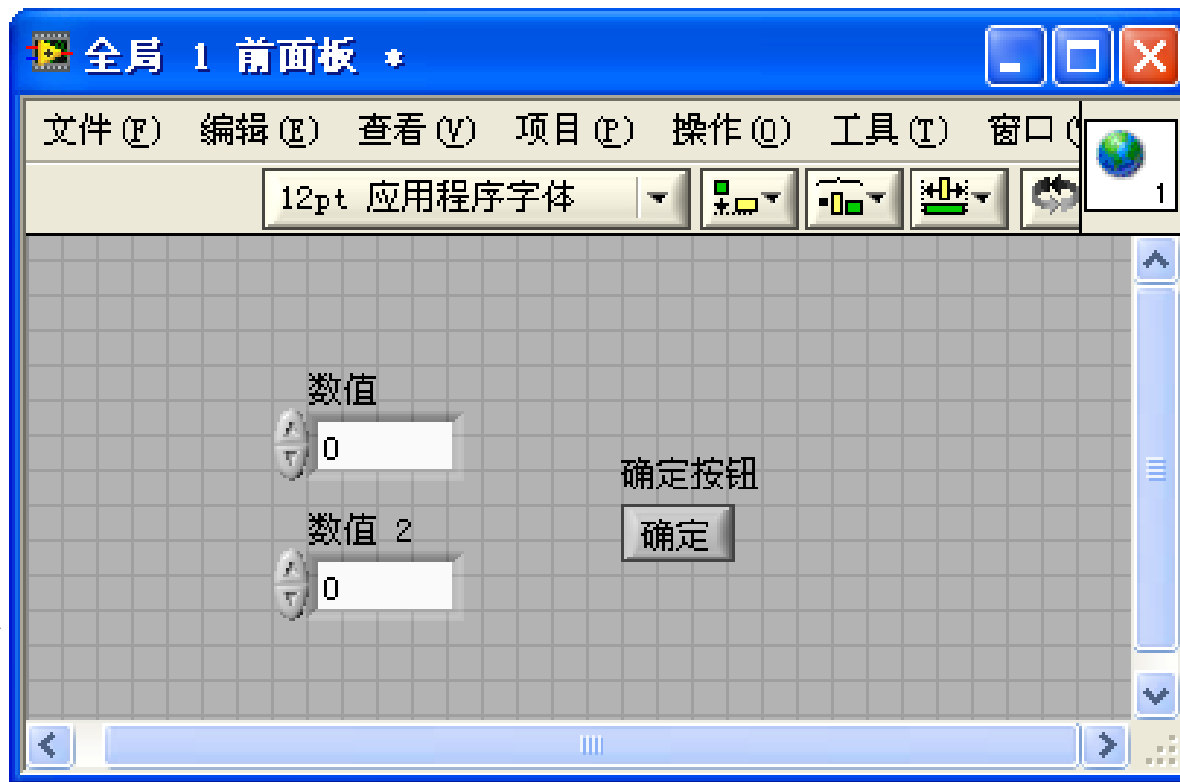 全局 1 前面板 *
文件(F) 编辑(E) 查看(V) 项目(P) 操作(O) 工具(T) 窗口(
12pt 应用程序字体
1
数值
0
确定按钮
数值 2
确定
0